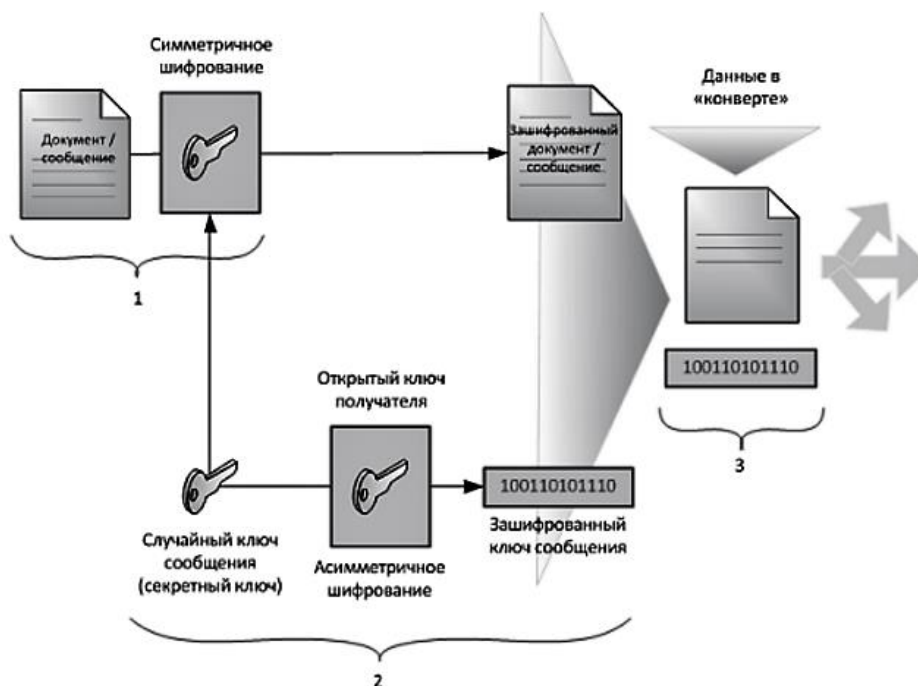 Симметричное
шифрование
Документ /
сообщение
Зашифрованный
документ /
сообщение
Данные в
«конверте»
1
Открытый ключ
получателя
100110101110
3
100110101110
Случайный ключ
сообщения
(секретный ключ)
Асимметричное
шифрование
Зашифрованный
ключ сообщения
2